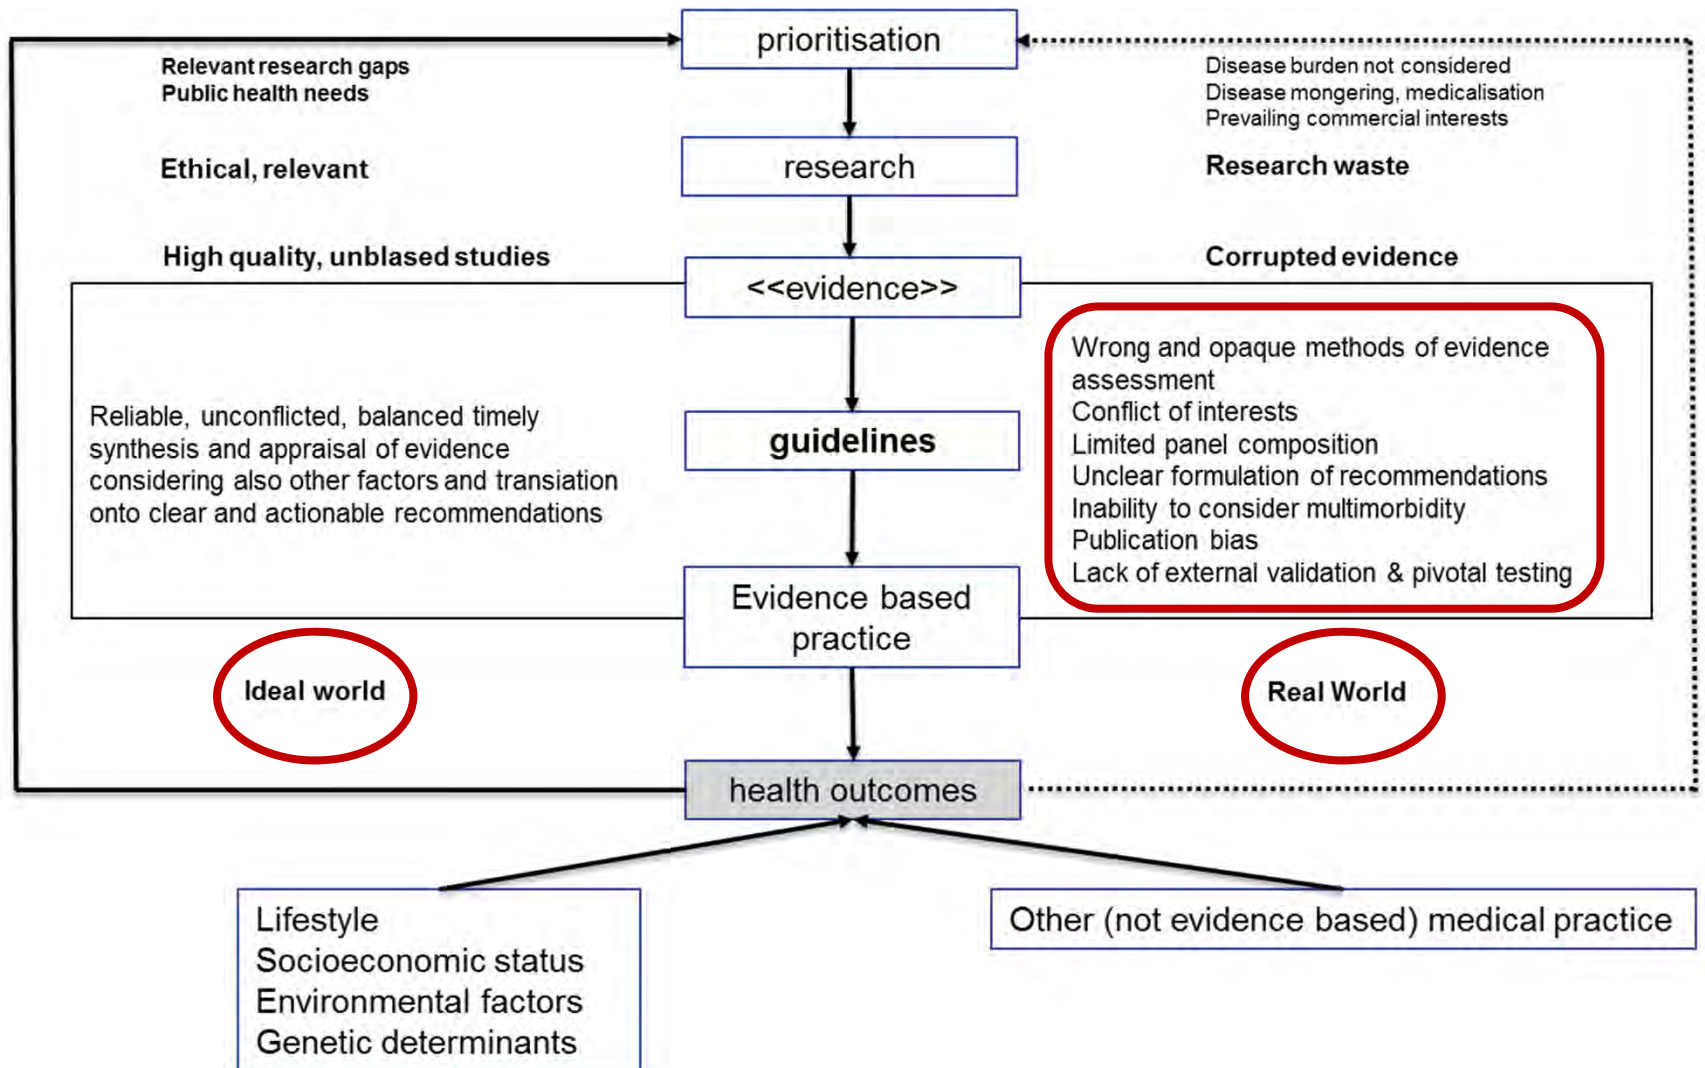 prioritisation
Relevant research gaps
Public health needs
Disease burden not considered
Disease mongering, medicalisation
Prevailing commercial interests
Ethical, relevant
research
Research waste
High quality, unblased studies
<<evidence>>
Corrupted evidence
Reliable, unconflicted, balanced timely
synthesis and appraisal of evidence
considering also other factors and transiation
onto clear and actionable recommendations
guidelines
Wrong and opaque methods of evidence
assessment
Conflict of interests
Limited panel composition
Unclear formulation of recommendations
Inability to consider multimorbidity
Publication bias
Lack of external validation & pivotal testing
Evidence based
practice
Ideal world
Real World
health outcomes
Lifestyle
Socioeconomic status
Environmental factors
Genetic determinants
Other (not evidence based) medical practice